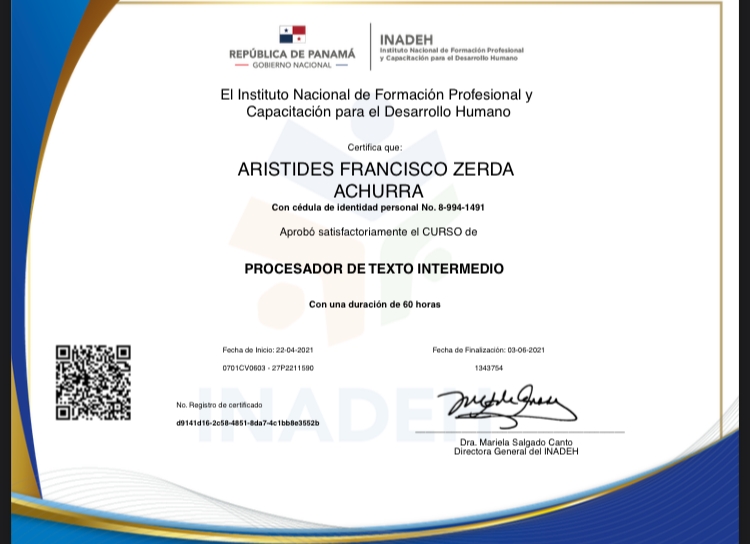 REPÚBLICA DE PANAMÁ
GOBIERNO NACIONAL
INADEH
Instituto Nacional de Formación Profesional
y Capacitación para el Desarrollo Humano
El Instituto Nacional de Formación Profesional y
Capacitación para el Desarrollo Humano
Certifica que:
ARISTIDES FRANCISCO ZERDA
ACHURRA
Con cédula de identidad personal No. 8-994-1491
Aprobó satisfactoriamente el CURSO de
PROCESADOR DE TEXTO INTERMEDIO
Con una duración de 60 horas
Fecha de Inicio: 22-04-2021
Fecha de Finalización: 03-06-2021
0701CV0603 - 27P2211590
1343754
No. Registro de certificado
d9141d16-2c58-4851-8da7-4c1bb8e3552b
INADEH
Dra. Mariela Salgado Canto
Directora General del INADEH